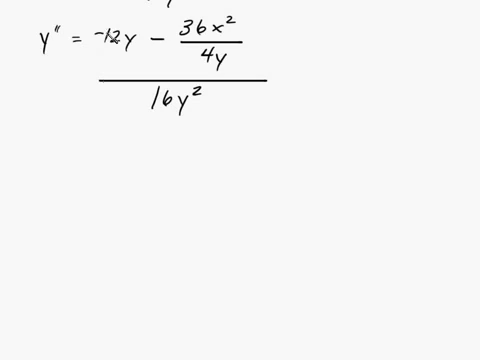 y'' = -12y - 36x²
4y
16y²